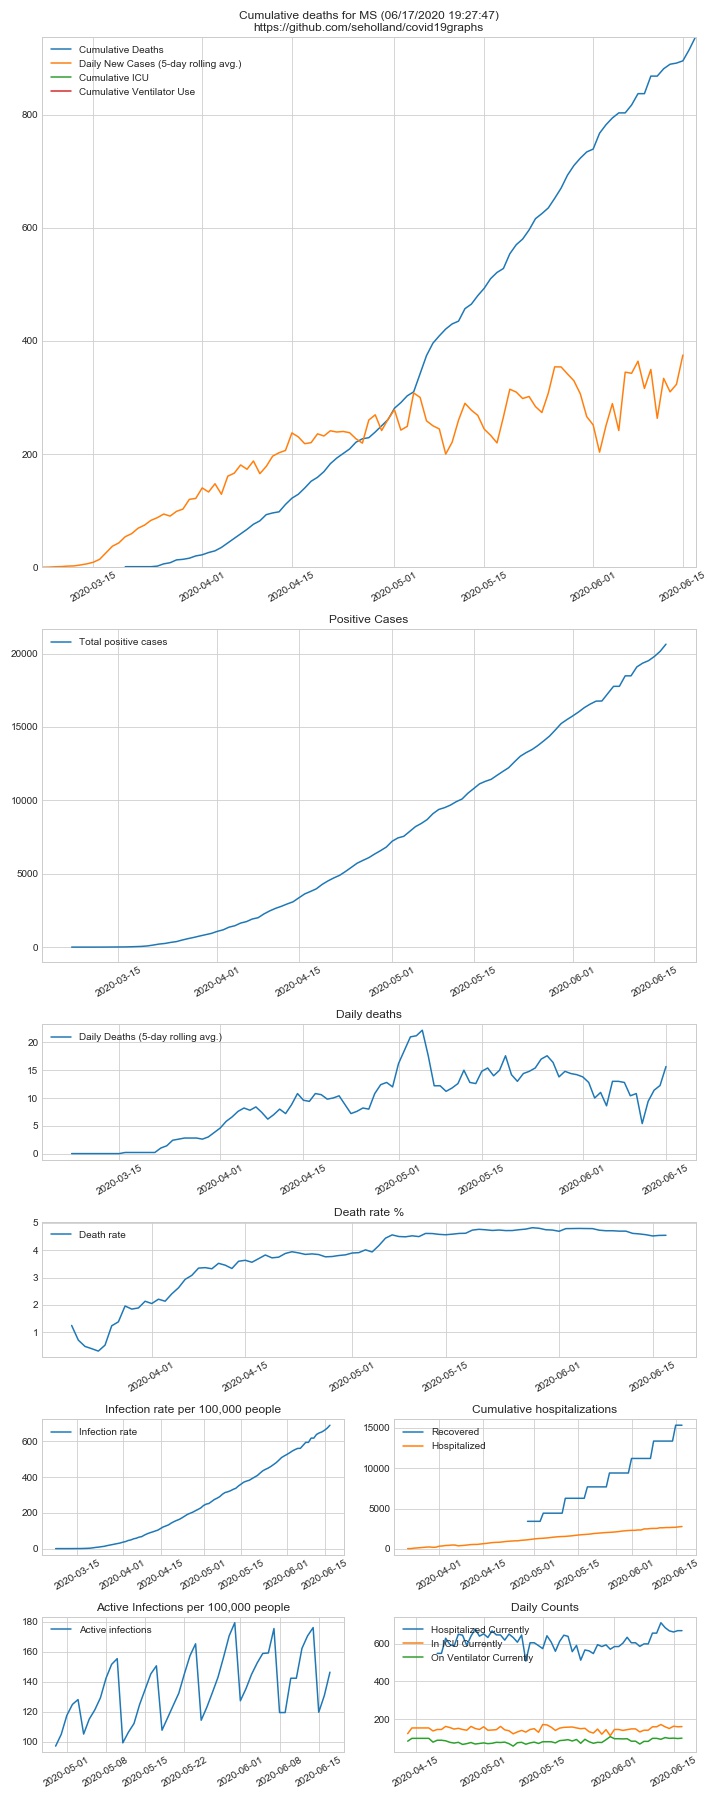 Cumulative deaths for MS (06/17/2020 19:27:47)
https://github.com/seholland/covid19graphs
Cumulative Deaths
Daily New Cases (5-day rolling avg.)
Cumulative ICU
Cumulative Ventilator Use
800
600
400
200
0
2020-03-15 2020-04-01 2020-04-15 2020-05-01 2020-05-15 2020-06-01 2020-06-15
Positive Cases
Total positive cases
20000
15000
10000
5000
0
2020-03-15 2020-04-01 2020-04-15 2020-05-01 2020-05-15 2020-06-01 2020-06-15
Daily deaths
Daily Deaths (5-day rolling avg.)
20
15
10
5
0
2020-03-15 2020-04-01 2020-04-15 2020-05-01 2020-05-15 2020-06-01 2020-06-15
Death rate %
Death rate
5
4
3
2
1
2020-04-01 2020-04-15 2020-05-01 2020-05-15 2020-06-01 2020-06-15
Infection rate per 100,000 people
Infection rate
600
400
200
0
2020-03-15 2020-04-01 2020-04-15 2020-05-01 2020-05-15 2020-06-01 2020-06-15
Cumulative hospitalizations
Recovered
Hospitalized
15000
10000
5000
0
2020-04-01 2020-04-15 2020-05-01 2020-05-15 2020-06-01 2020-06-15
Active Infections per 100,000 people
Active infections
180
160
140
120
100
2020-05-01 2020-05-08 2020-05-15 2020-05-22 2020-06-01 2020-06-08 2020-06-15
Daily Counts
Hospitalized Currently
In ICU Currently
On Ventilator Currently
600
400
200
2020-04-15 2020-05-01 2020-05-15 2020-06-01 2020-06-15